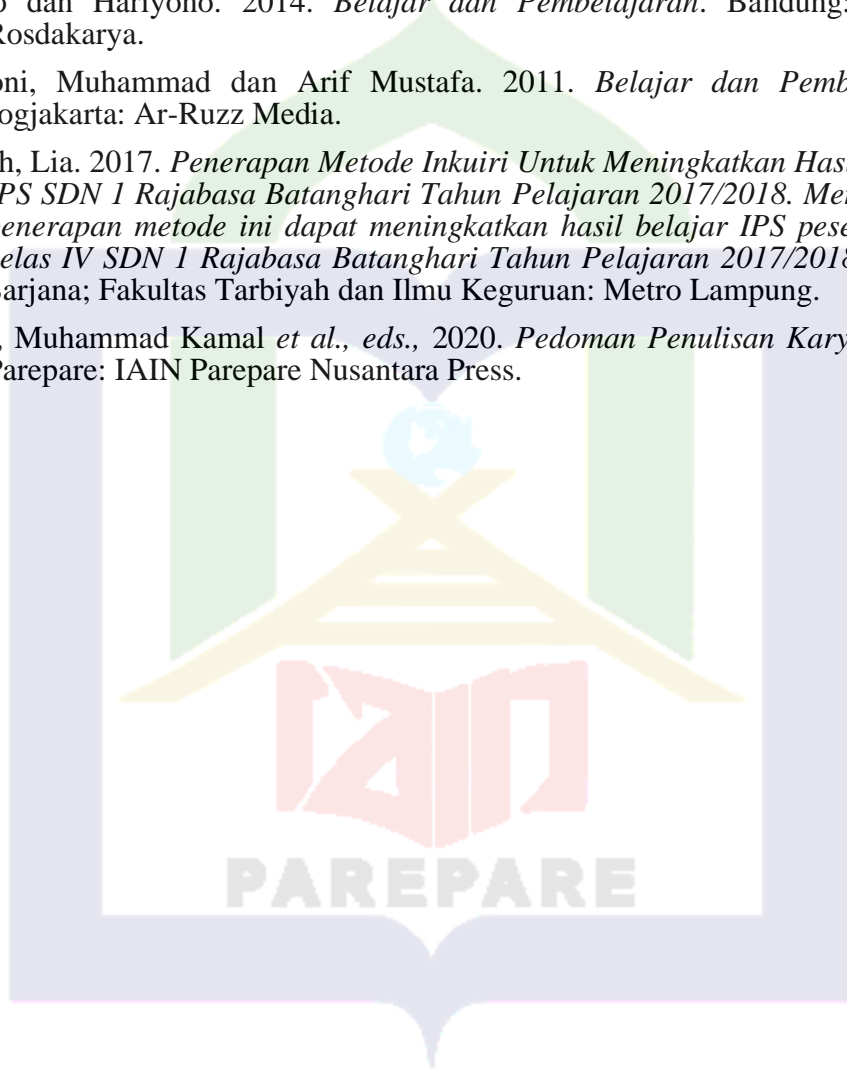 dan Hariyono. 2014. Belajar dan Pembelajaran. Bandung:
Rosdakarya.
oni, Muhammad dan Arif Mustafa. 2011. Belajar dan Pemb
ogjakarta: Ar-Ruzz Media.
h, Lia. 2017. Penerapan Metode Inkuiri Untuk Meningkatkan Has
PS SDN 1 Rajabasa Batanghari Tahun Pelajaran 2017/2018. Mer
enerapan metode ini dapat meningkatkan hasil belajar IPS pese
elas IV SDN 1 Rajabasa Batanghari Tahun Pelajaran 2017/2018
Sarjana; Fakultas Tarbiyah dan Ilmu Keguruan: Metro Lampung.
, Muhammad Kamal et al., eds., 2020. Pedoman Penulisan Kary
Parepare: IAIN Parepare Nusantara Press.
IAIN
PAREPARE